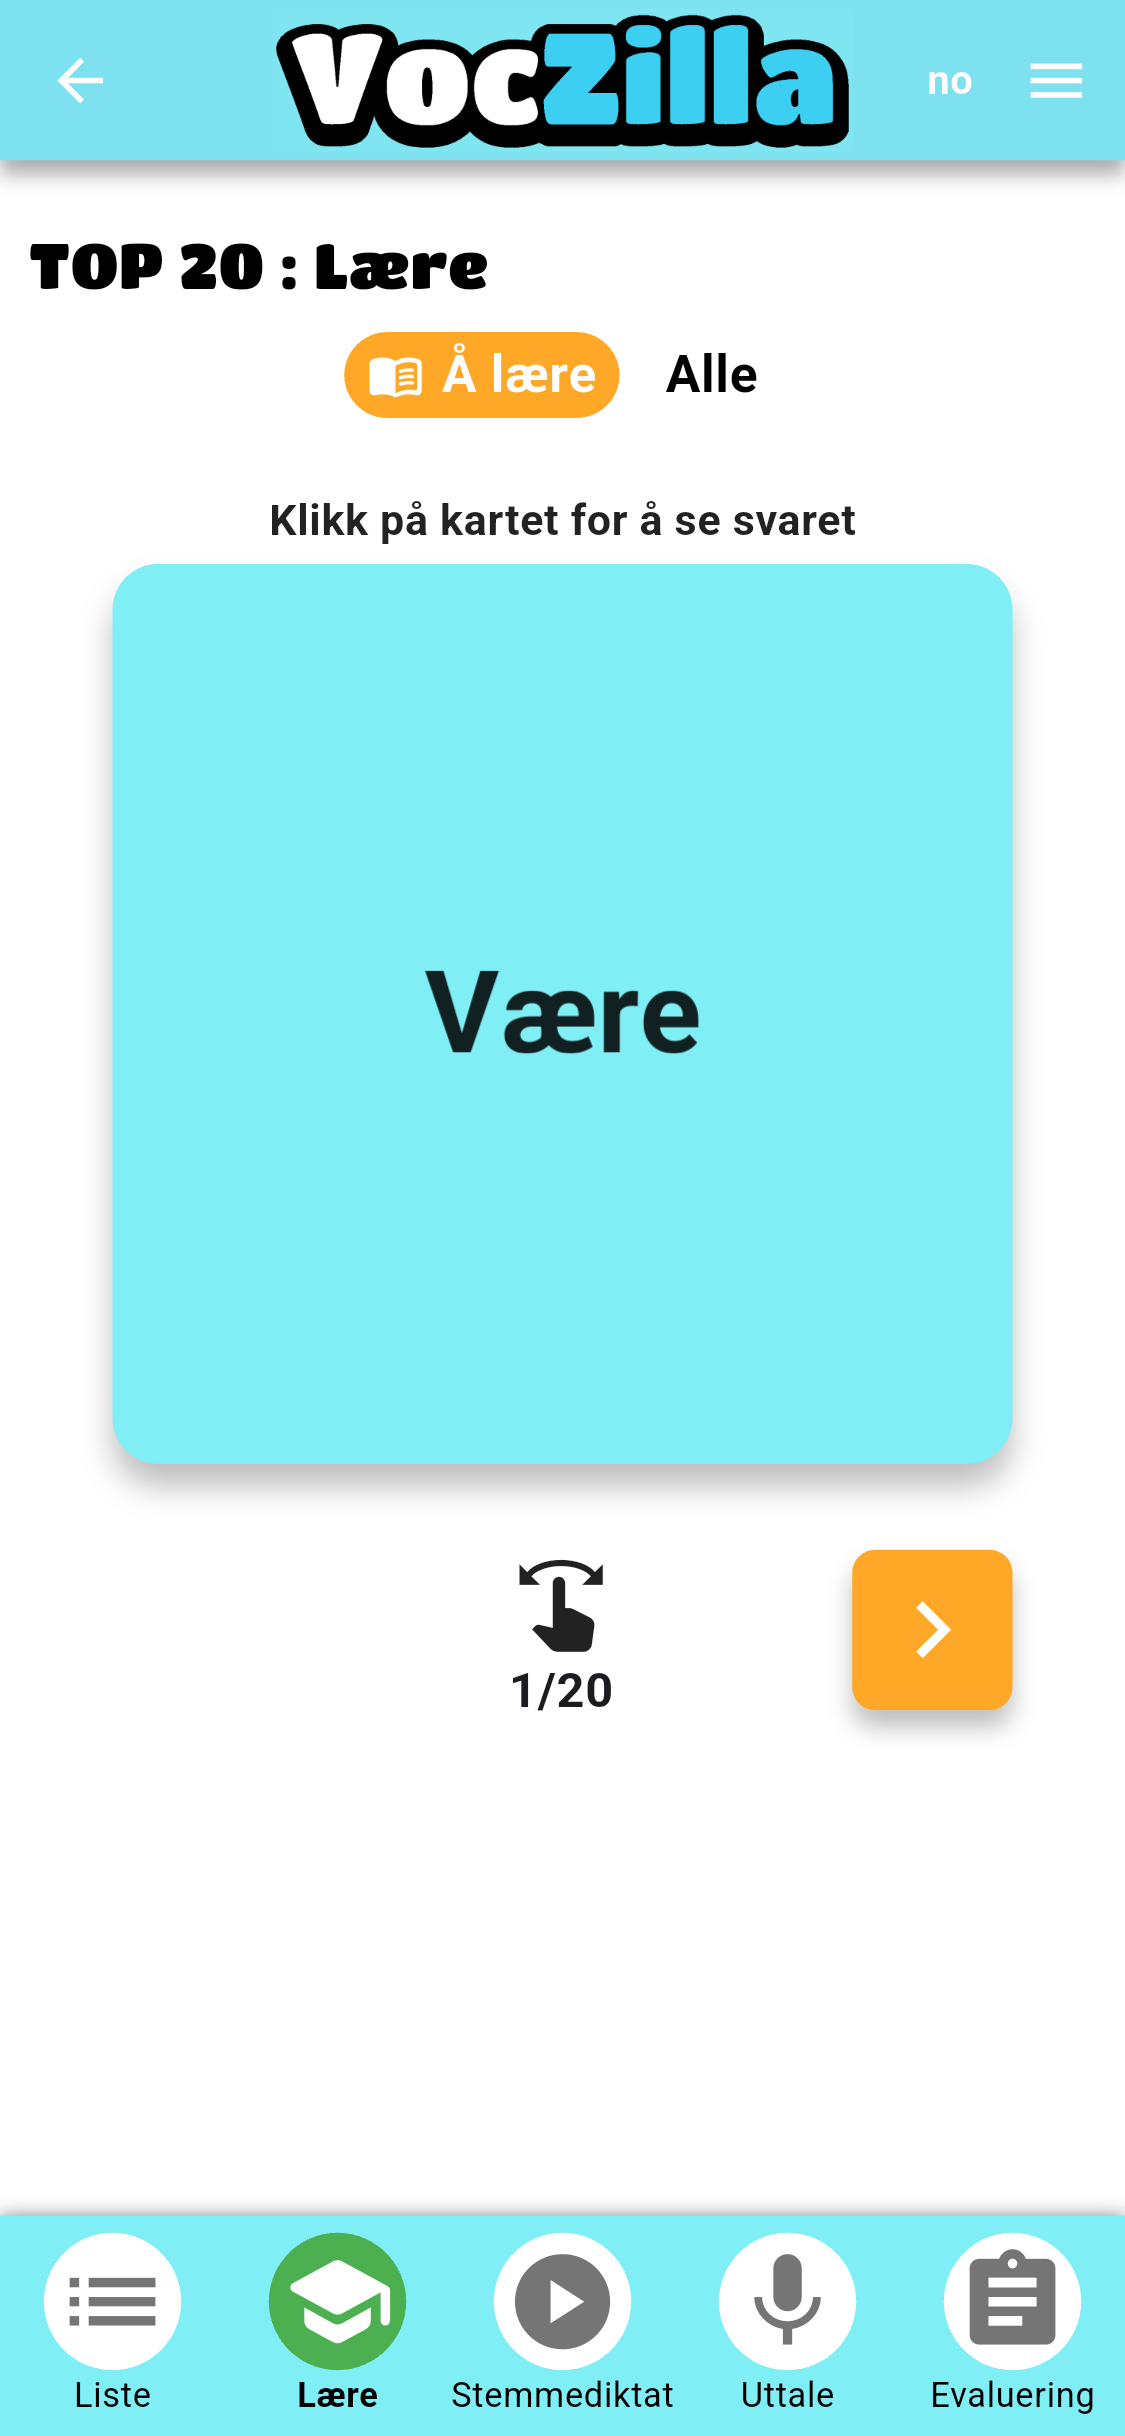 VocZilla
no
TOP 20 : Lære
Å lære
Alle
Klikk på kartet for å se svaret
Være
1/20
Liste
Lære
Stemmediktat
Uttale
Evaluering